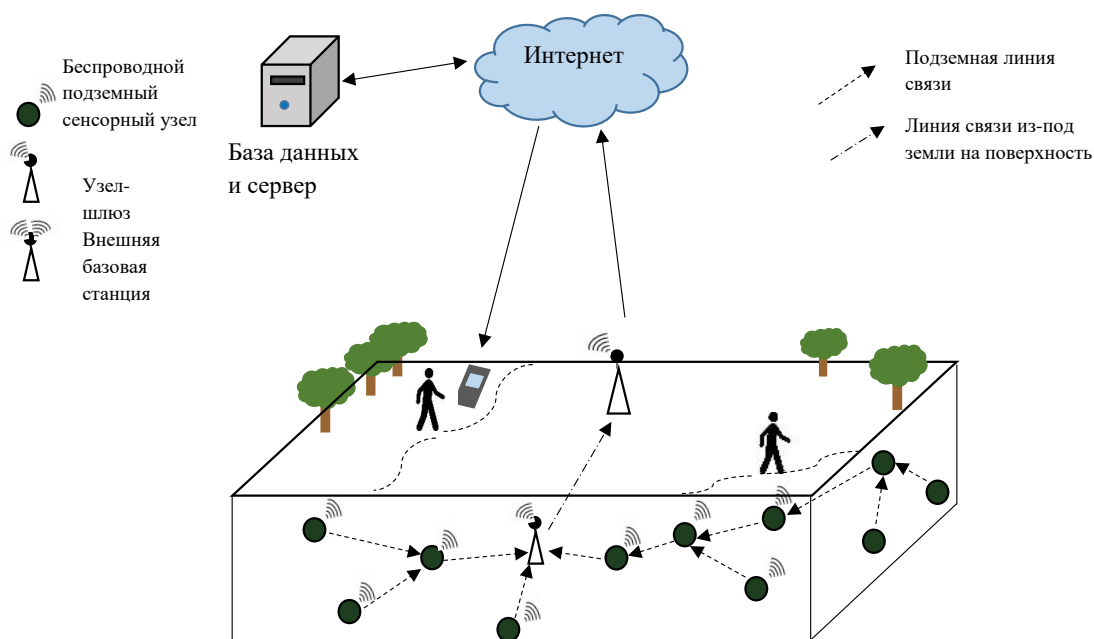 Беспроводной
подземный
сенсорный узел
Узел-
шлюз
Внешняя
базовая
станция
База данных
и сервер
Интернет
Подземная линия
связи
Линия связи из-под
земли на поверхность